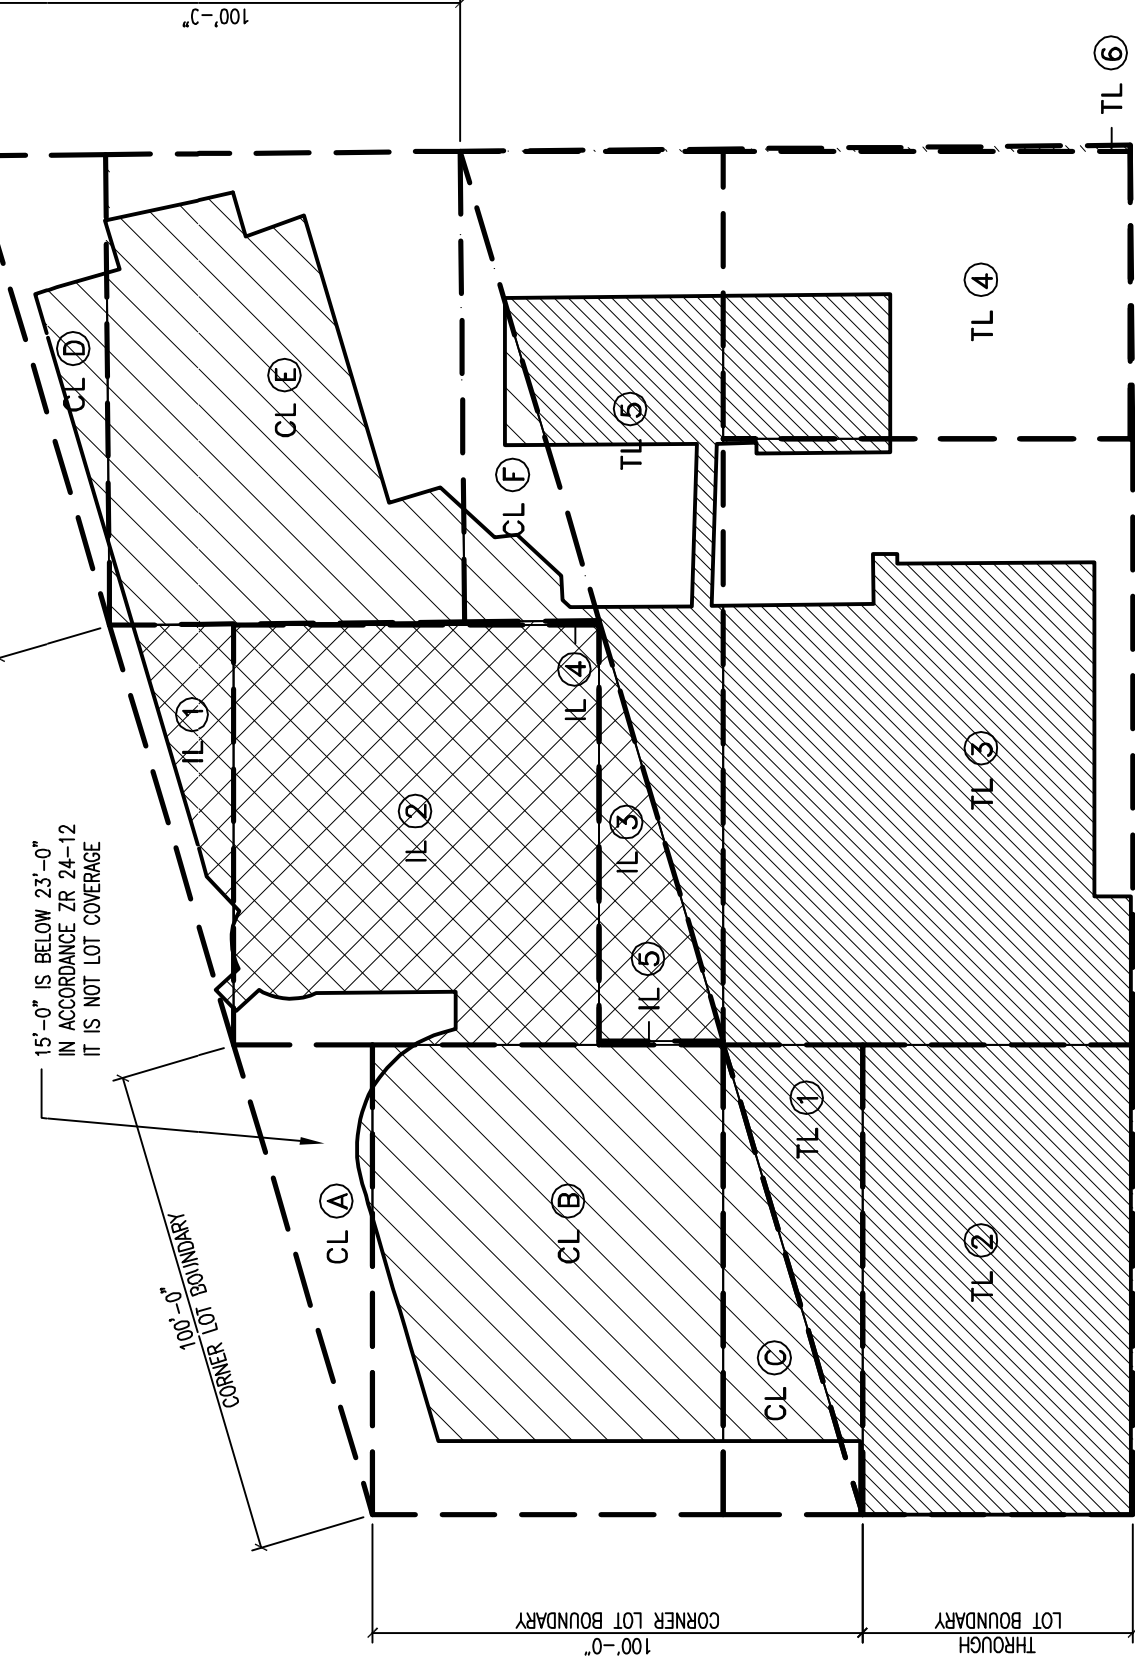 100'-0"
TL 6
CL D
CL E
TL 4
CL F
TL 5
IL 1
IL 4
IL 2
IL 3
TL 3
15'-0" IS BELOW 23'-0"
IN ACCORDANCE ZR 24-12
IT IS NOT LOT COVERAGE
IL 5
TL 1
CL A
CL B
TL 2
CL C
100'-0"
CORNER LOT BOUNDARY
100'-0"
CORNER LOT BOUNDARY
THROUGH
LOT BOUNDARY